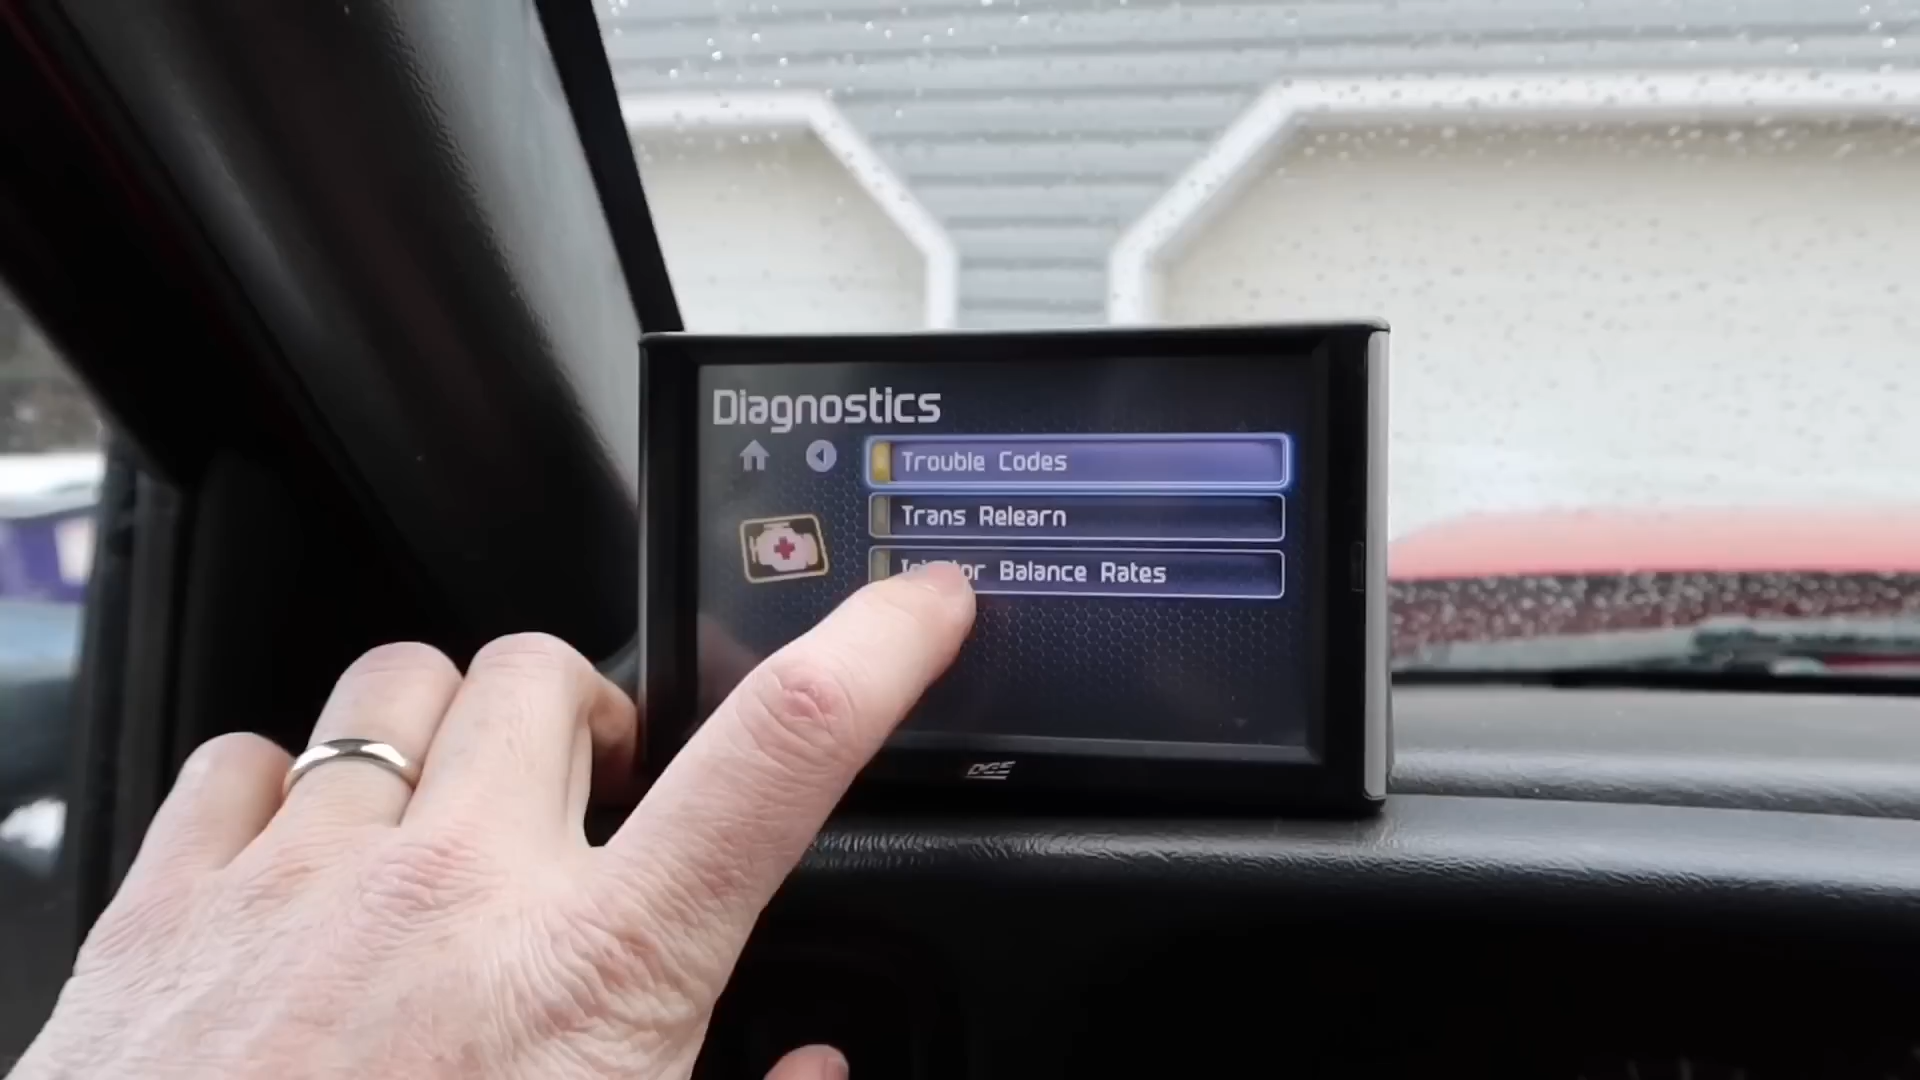 Diagnostics
Trouble Codes
Trans Relearn
Balance Rates